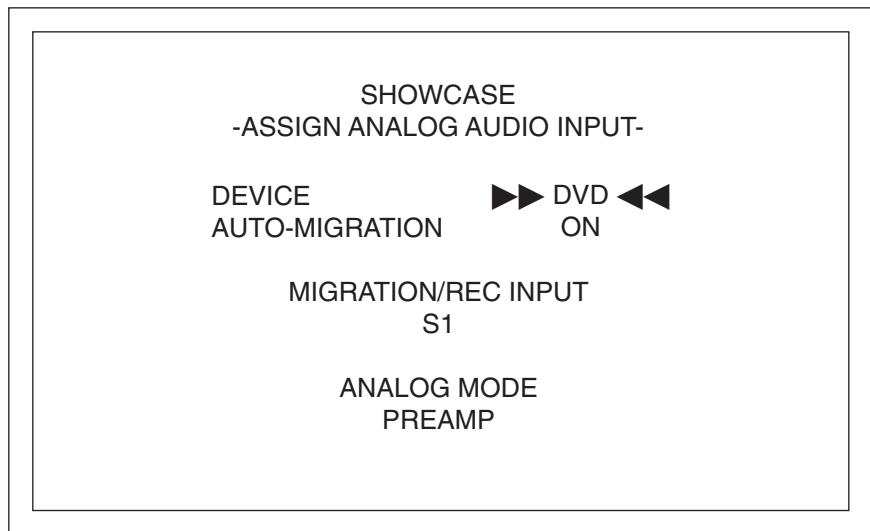 SHOWCASE
-ASSIGN ANALOG AUDIO INPUT-
DEVICE ▶▶ DVD ◀◀
AUTO-MIGRATION ON
MIGRATION/REC INPUT
S1
ANALOG MODE
PREAMP